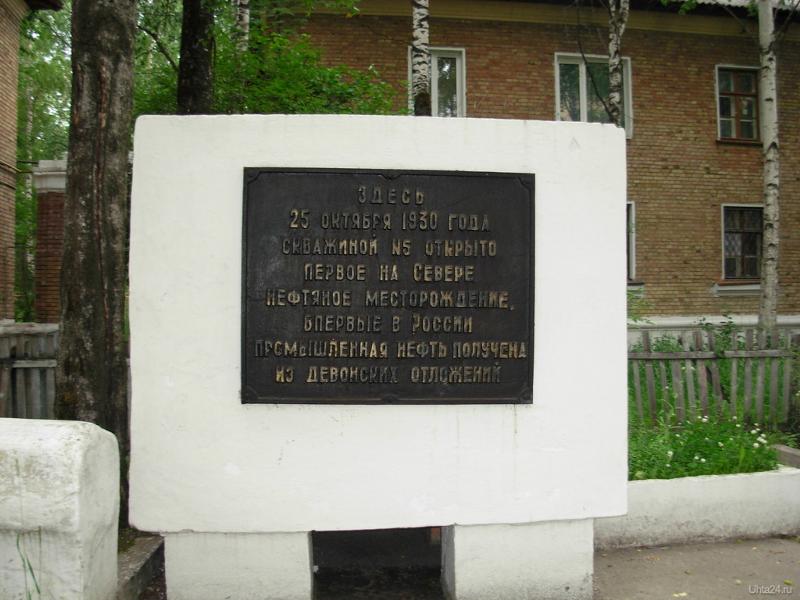 ЗДЕСЬ
25 ОКТЯБРЯ 1930 ГОДА
СКВАЖИНОЙ N5 ОТКРЫТО
ПЕРВОЕ НА СЕВЕРЕ
НЕФТЯНОЕ МЕСТОРОЖДЕНИЕ.
ВПЕРВЫЕ В РОССИИ
ПРОМЫШЛЕННАЯ НЕФТЬ ПОЛУЧЕНА
ИЗ ДЕВОНСКИХ ОТЛОЖЕНИЙ
Uhta24.ru